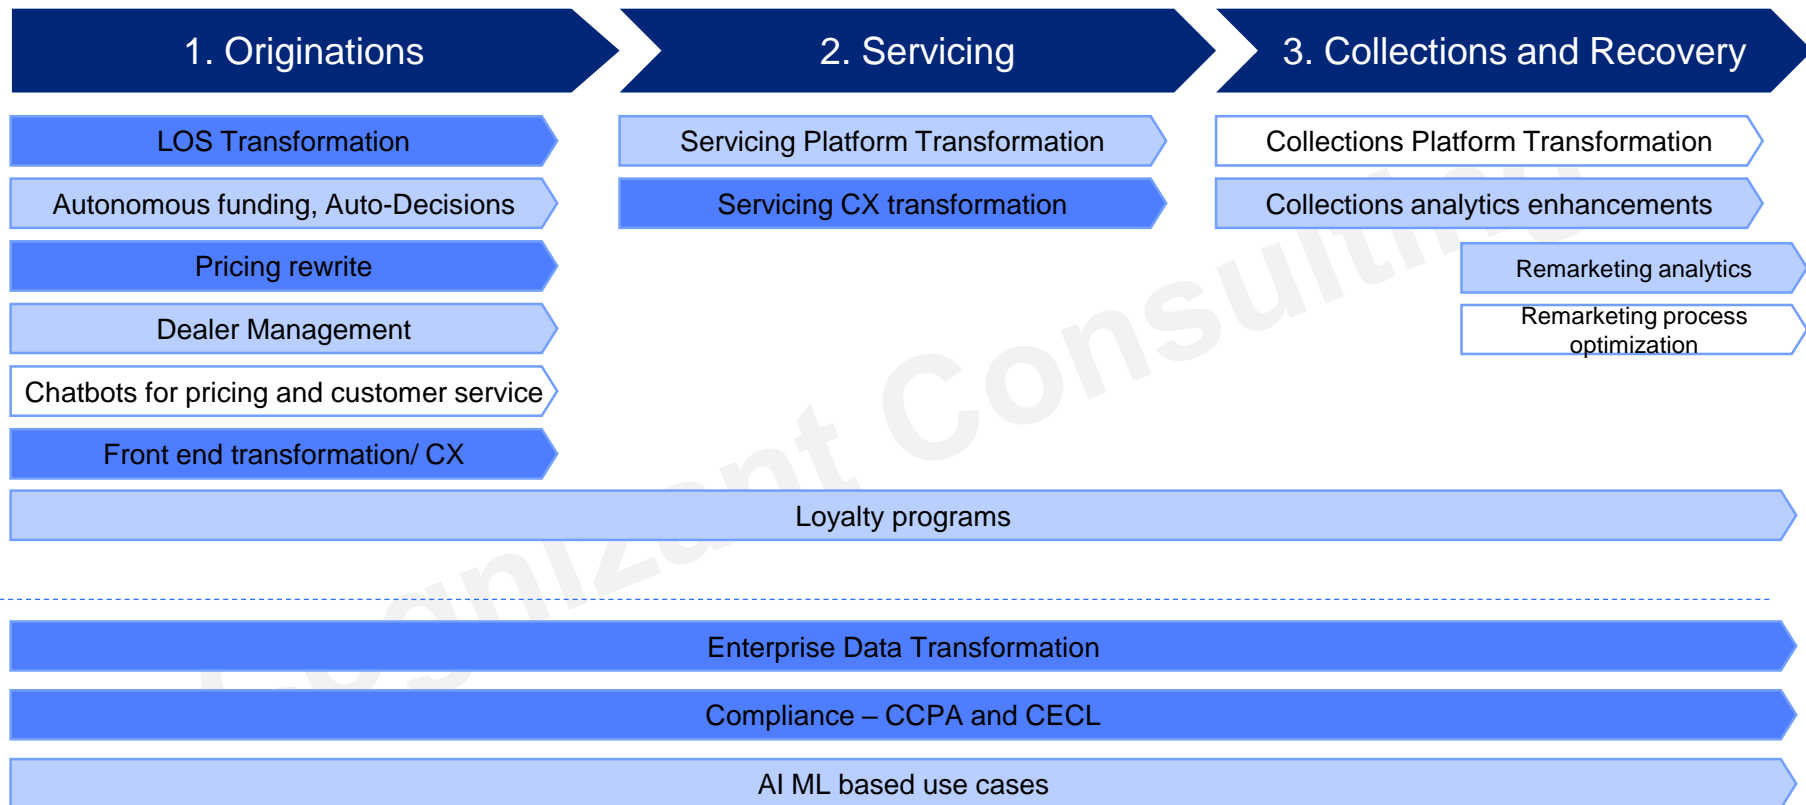 1. Originations
2. Servicing
3. Collections and Recovery
LOS Transformation
Autonomous funding, Auto-Decisions
Pricing rewrite
Dealer Management
Chatbots for pricing and customer service
Front end transformation/ CX
Servicing Platform Transformation
Servicing CX transformation
Collections Platform Transformation
Collections analytics enhancements
Remarketing analytics
Remarketing process
optimization
Loyalty programs
Enterprise Data Transformation
Compliance – CCPA and CECL
AI ML based use cases
Cognizant Consulting